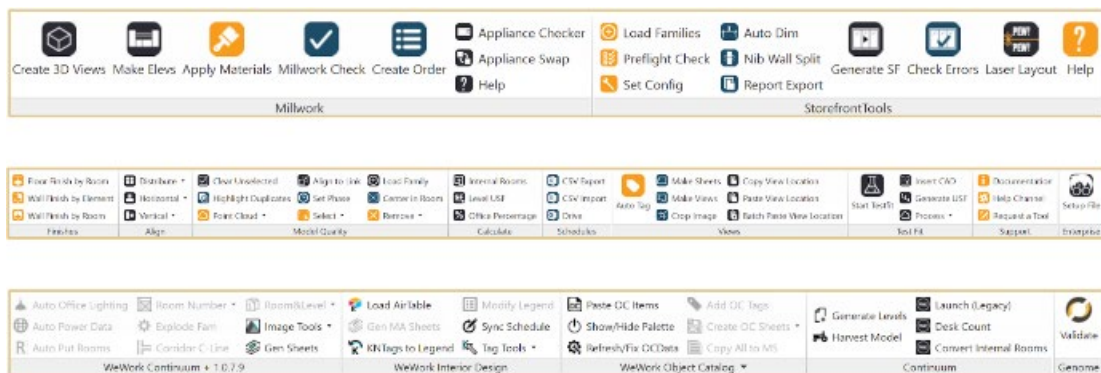 Appliance Checker Load Families Auto Dim
Create 3D Views Make Elevs Apply Materials Millwork Check Create Order Appliance Swap Preflight Check Nib Wall Split Generate SF Check Errors Laser Layout Help
PEW!
PEW!
Help Set Config Report Export
Millwork StorefrontTools
Floor Finish by Room Distribute Clear Unselected Align to Link Load Family Internal Rooms CSV Export Make Sheets Copy View Location Insert CAD Documentation
Wall Finish by Element Horizontal Highlight Duplicates Set Phase Center in Room Level USF CSV Import Auto Tag Make Views Paste View Location Start TestFit Generate USF Help Channel Setup File
Wall Finish by Room Vertical Point Cloud Select Remove Office Percentage Drive Crop Image Batch Paste View Location Process Request a Tool
Finishes Align Model Quality Calculate Schedules Views Test Fit Support Enterprise
Auto Office Lighting Room Number Room&Level Load AirTable Modify Legend Paste OC Items Add OC Tags Generate Levels Launch (Legacy)
Auto Power Data Explode Fam Image Tools Gen MA Sheets Sync Schedule Show/Hide Palette Create OC Sheets Harvest Model Desk Count Validate
Auto Put Rooms Corridor C-Line Gen Sheets KNTags to Legend Tag Tools Refresh/Fix OCData Copy All to MS Convert Internal Rooms
WeWork Continuum + 1.0.7.9 WeWork Interior Design WeWork Object Catalog Continuum Genome